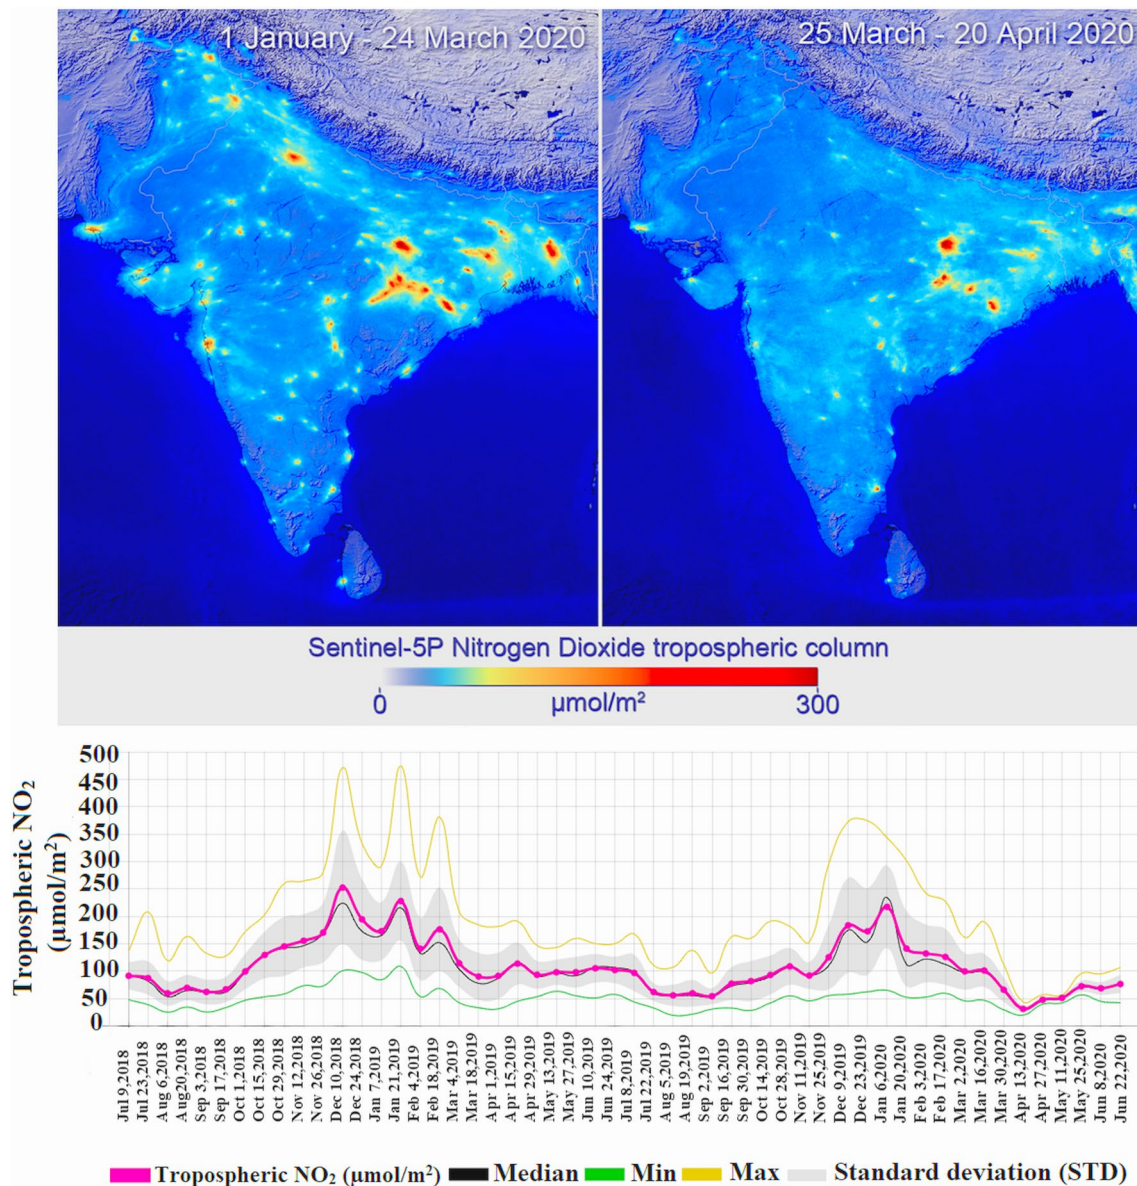 1 January - 24 March 2020
25 March - 20 April 2020
Sentinel-5P Nitrogen Dioxide tropospheric column
0
µmol/m²
300
Tropospheric NO₂
(µmol/m²)
500
450
400
350
300
250
200
150
100
50
0
Jul 9,2018
Jul 23,2018
Aug 6,2018
Aug20,2018
Sep 3,2018
Sep 17,2018
Oct 1,2018
Oct 15,2018
Oct 29,2018
Nov 12,2018
Nov 26,2018
Dec 10,2018
Dec 24,2018
Jan 7,2019
Jan 21,2019
Feb 4,2019
Feb 18,2019
Mar 4,2019
Mar 18,2019
Apr 1,2019
Apr 15,2019
Apr 29,2019
May 13,2019
May 27,2019
Jun 10,2019
Jun 24,2019
Jul 8,2019
Jul 22,2019
Aug 5,2019
Aug 19,2019
Sep 2,2019
Sep 16,2019
Sep 30,2019
Oct 14,2019
Oct 28,2019
Nov 11,2019
Nov 25,2019
Dec 9,2019
Dec 23,2019
Jan 6,2020
Jan 20,2020
Feb 3,2020
Feb 17,2020
Mar 2,2020
Mar 16,2020
Mar 30,2020
Apr 13,2020
Apr 27,2020
May 11,2020
May 25,2020
Jun 8,2020
Jun 22,2020
Tropospheric NO₂ (µmol/m²) Median Min Max Standard deviation (STD)